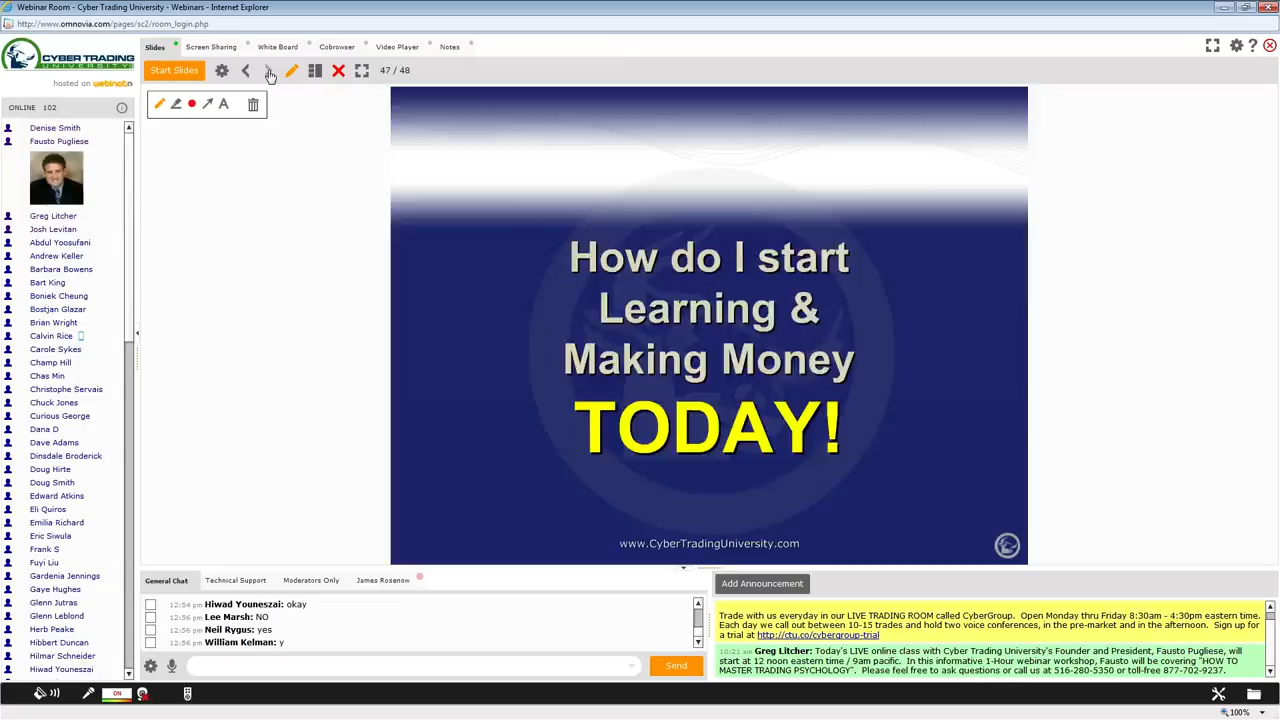 Webinar Room - Cyber Trading University - Webinars - Internet Explorer
http://www.omnovia.com/pages/sc2/room_login.php
CYBER TRADING
UNIVERSITY
hosted on webinato
Slides
Screen Sharing
White Board
Cobrowser
Video Player
Notes
Start Slides
47 / 48
A
ONLINE 102
Denise Smith
Fausto Pugliese
Greg Litcher
Josh Levitan
Abdul Yoosufani
Andrew Keller
Barbara Bowens
Bart King
Boniek Cheung
Bostjan Glazar
Brian Wright
Calvin Rice
Carole Sykes
Champ Hill
Chas Min
Christophe Servais
Chuck Jones
Curious George
Dana D
Dave Adams
Dinsdale Broderick
Doug Hirte
Doug Smith
Edward Atkins
Eli Quiros
Emilia Richard
Eric Siwula
Frank S
Fuyi Liu
Gardenia Jennings
Gaye Hughes
Glenn Jutras
Glenn Leblond
Herb Peake
Hibbert Duncan
Hilmar Schneider
Hiwad Youneszai
How do I start
Learning &
Making Money
TODAY!
www.CyberTradingUniversity.com
General Chat
Technical Support
Moderators Only
James Rosenow
12:54 pm Hiwad Youneszai: okay
12:56 pm Lee Marsh: NO
12:56 pm Neil Rygus: yes
12:56 pm William Kelman: y
Send
Add Announcement
Trade with us everyday in our LIVE TRADING ROOM called CyberGroup. Open Monday thru Friday 8:30am - 4:30pm eastern time.
Each day we call out between 10-15 trades and hold two voice conferences, in the pre-market and in the afternoon. Sign up for
a trial at http://ctu.co/cybergroup-trial
10:21 am Greg Litcher: Today's LIVE online class with Cyber Trading University's Founder and President, Fausto Pugliese, will
start at 12 noon eastern time / 9am pacific. In this informative 1-Hour webinar workshop, Fausto will be covering "HOW TO
MASTER TRADING PSYCHOLOGY". Please feel free to ask questions or call us at 516-280-5350 or toll-free 877-702-9237.
ON
100%